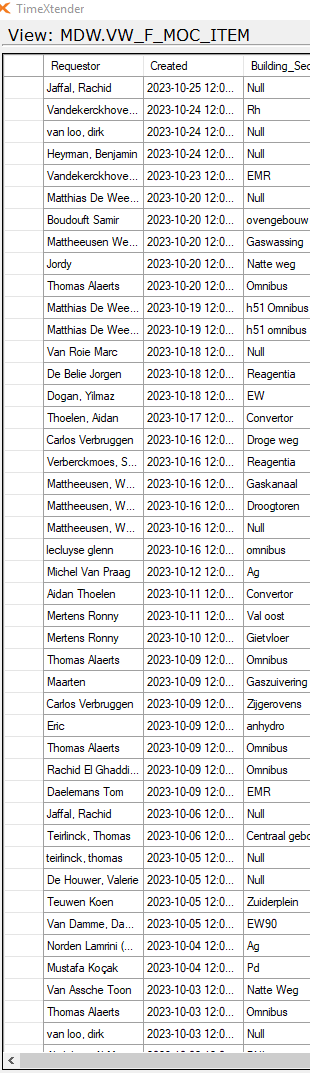 TimeXtender
View: MDW.VW_F_MOC_ITEM
Requestor Created Building_Sec
Jaffal, Rachid 2023-10-25 12:0... Null
Vandekerckhove... 2023-10-24 12:0... Rh
van loo, dirk 2023-10-24 12:0... Null
Heyrman, Benjamin 2023-10-24 12:0... Null
Vandekerckhove... 2023-10-23 12:0... EMR
Matthias De Wee... 2023-10-20 12:0... Null
Boudouft Samir 2023-10-20 12:0... ovengebouw
Mattheeusen We... 2023-10-20 12:0... Gaswassing
Jordy 2023-10-20 12:0... Natte weg
Thomas Alaerts 2023-10-20 12:0... Omnibus
Matthias De Wee... 2023-10-19 12:0... h51 Omnibus
Matthias De Wee... 2023-10-19 12:0... h51 omnibus
Van Roie Marc 2023-10-18 12:0... Null
De Belie Jorgen 2023-10-18 12:0... Reagentia
Dogan, Yilmaz 2023-10-18 12:0... EW
Thoelen, Aidan 2023-10-17 12:0... Convertor
Carlos Verbruggen 2023-10-16 12:0... Droge weg
Verberckmoes, S... 2023-10-16 12:0... Reagentia
Mattheeusen, W... 2023-10-16 12:0... Gaskanaal
Mattheeusen, W... 2023-10-16 12:0... Droogtoren
Mattheeusen, W... 2023-10-16 12:0... Null
lecluyse glenn 2023-10-16 12:0... omnibus
Michel Van Praag 2023-10-12 12:0... Ag
Aidan Thoelen 2023-10-11 12:0... Convertor
Mertens Ronny 2023-10-11 12:0... Val oost
Mertens Ronny 2023-10-10 12:0... Gietvloer
Thomas Alaerts 2023-10-09 12:0... Omnibus
Maarten 2023-10-09 12:0... Gaszuivering
Carlos Verbruggen 2023-10-09 12:0... Zijgerovens
Eric 2023-10-09 12:0... anhydro
Thomas Alaerts 2023-10-09 12:0... Omnibus
Rachid El Ghaddi... 2023-10-09 12:0... Omnibus
Daelemans Tom 2023-10-09 12:0... EMR
Jaffal, Rachid 2023-10-06 12:0... Null
Teirlinck, Thomas 2023-10-06 12:0... Centraal gebo
teirlinck, thomas 2023-10-05 12:0... Null
De Houwer, Valerie 2023-10-05 12:0... Null
Teuwen Koen 2023-10-05 12:0... Zuiderplein
Van Damme, Da... 2023-10-05 12:0... EW90
Norden Lamrini (... 2023-10-04 12:0... Ag
Mustafa Koçak 2023-10-04 12:0... Pd
Van Assche Toon 2023-10-03 12:0... Natte Weg
Thomas Alaerts 2023-10-03 12:0... Omnibus
van loo, dirk 2023-10-03 12:0... Null